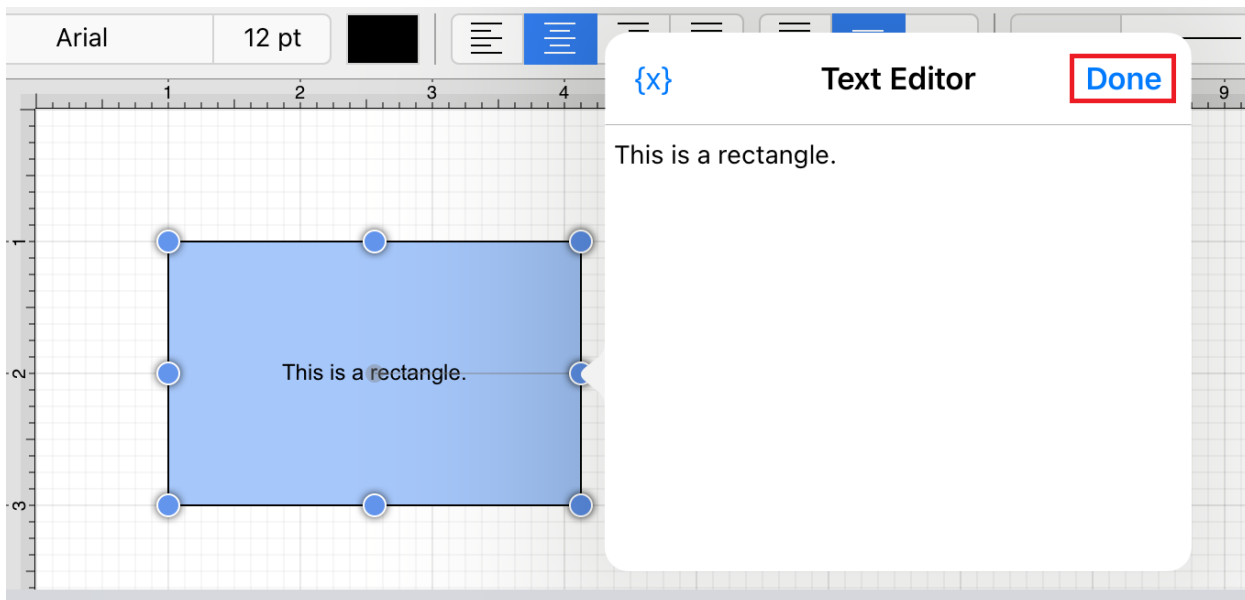 Arial 12 pt
{x} Text Editor Done
1 2 3 4 9
This is a rectangle.
1
This is a rectangle.
2
3